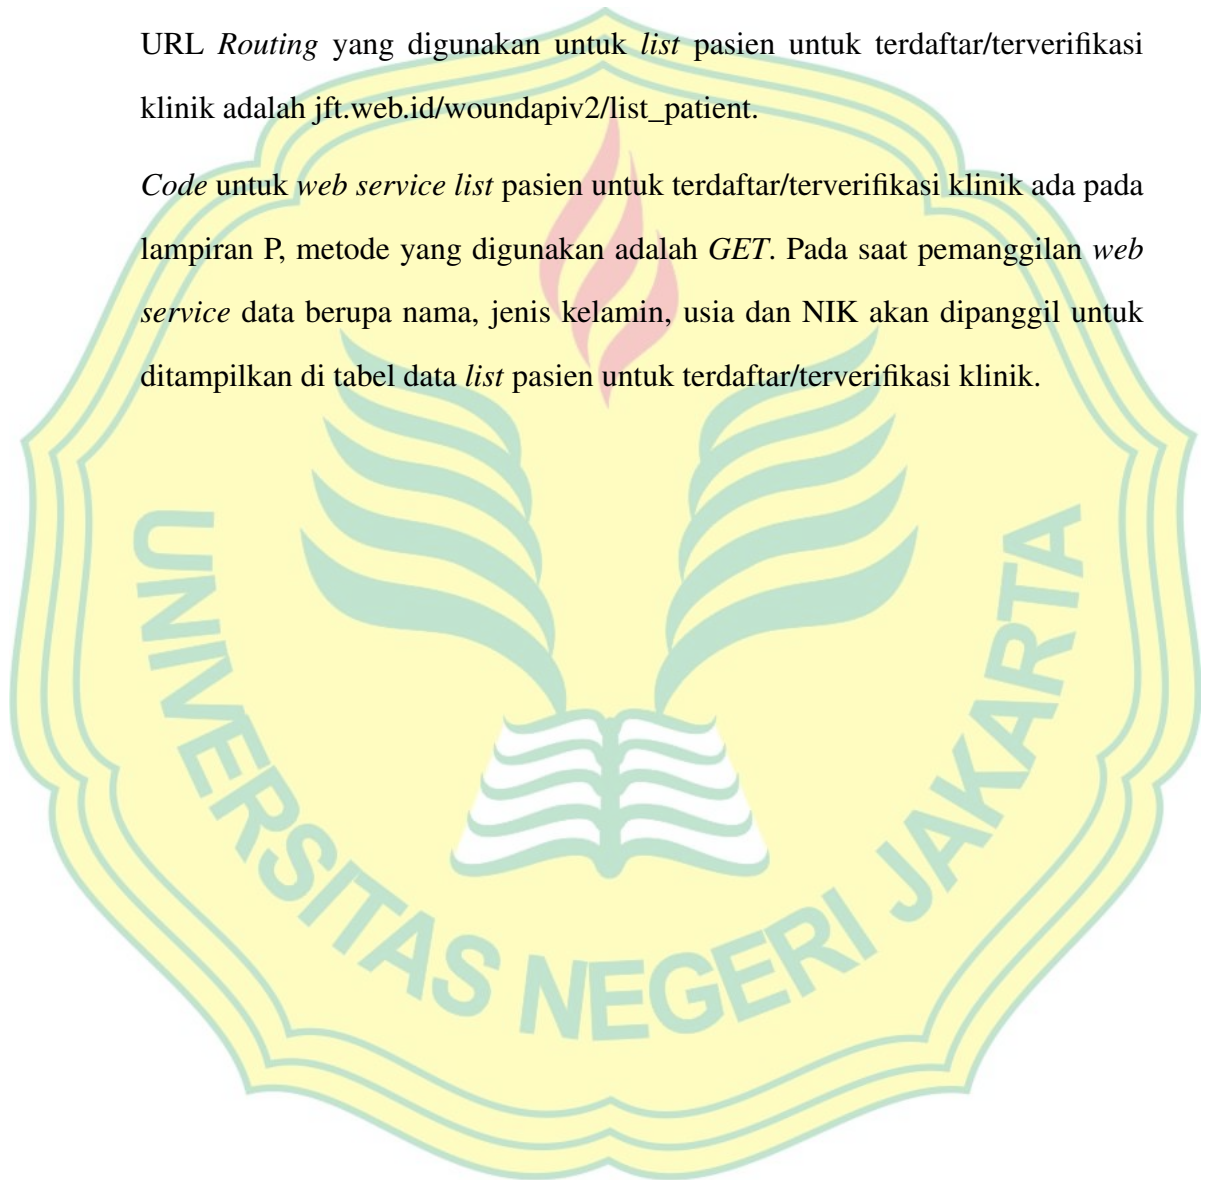 URL Routing yang digunakan untuk list pasien untuk terdaftar/terverifikasi
klinik adalah jft.web.id/woundapiv2/list_patient.
Code untuk web service list pasien untuk terdaftar/terverifikasi klinik ada pada
lampiran P, metode yang digunakan adalah GET. Pada saat pemanggilan web
service data berupa nama, jenis kelamin, usia dan NIK akan dipanggil untuk
ditampilkan di tabel data list pasien untuk terdaftar/terverifikasi klinik.
UNIVERSITAS NEGERI JAKARTA